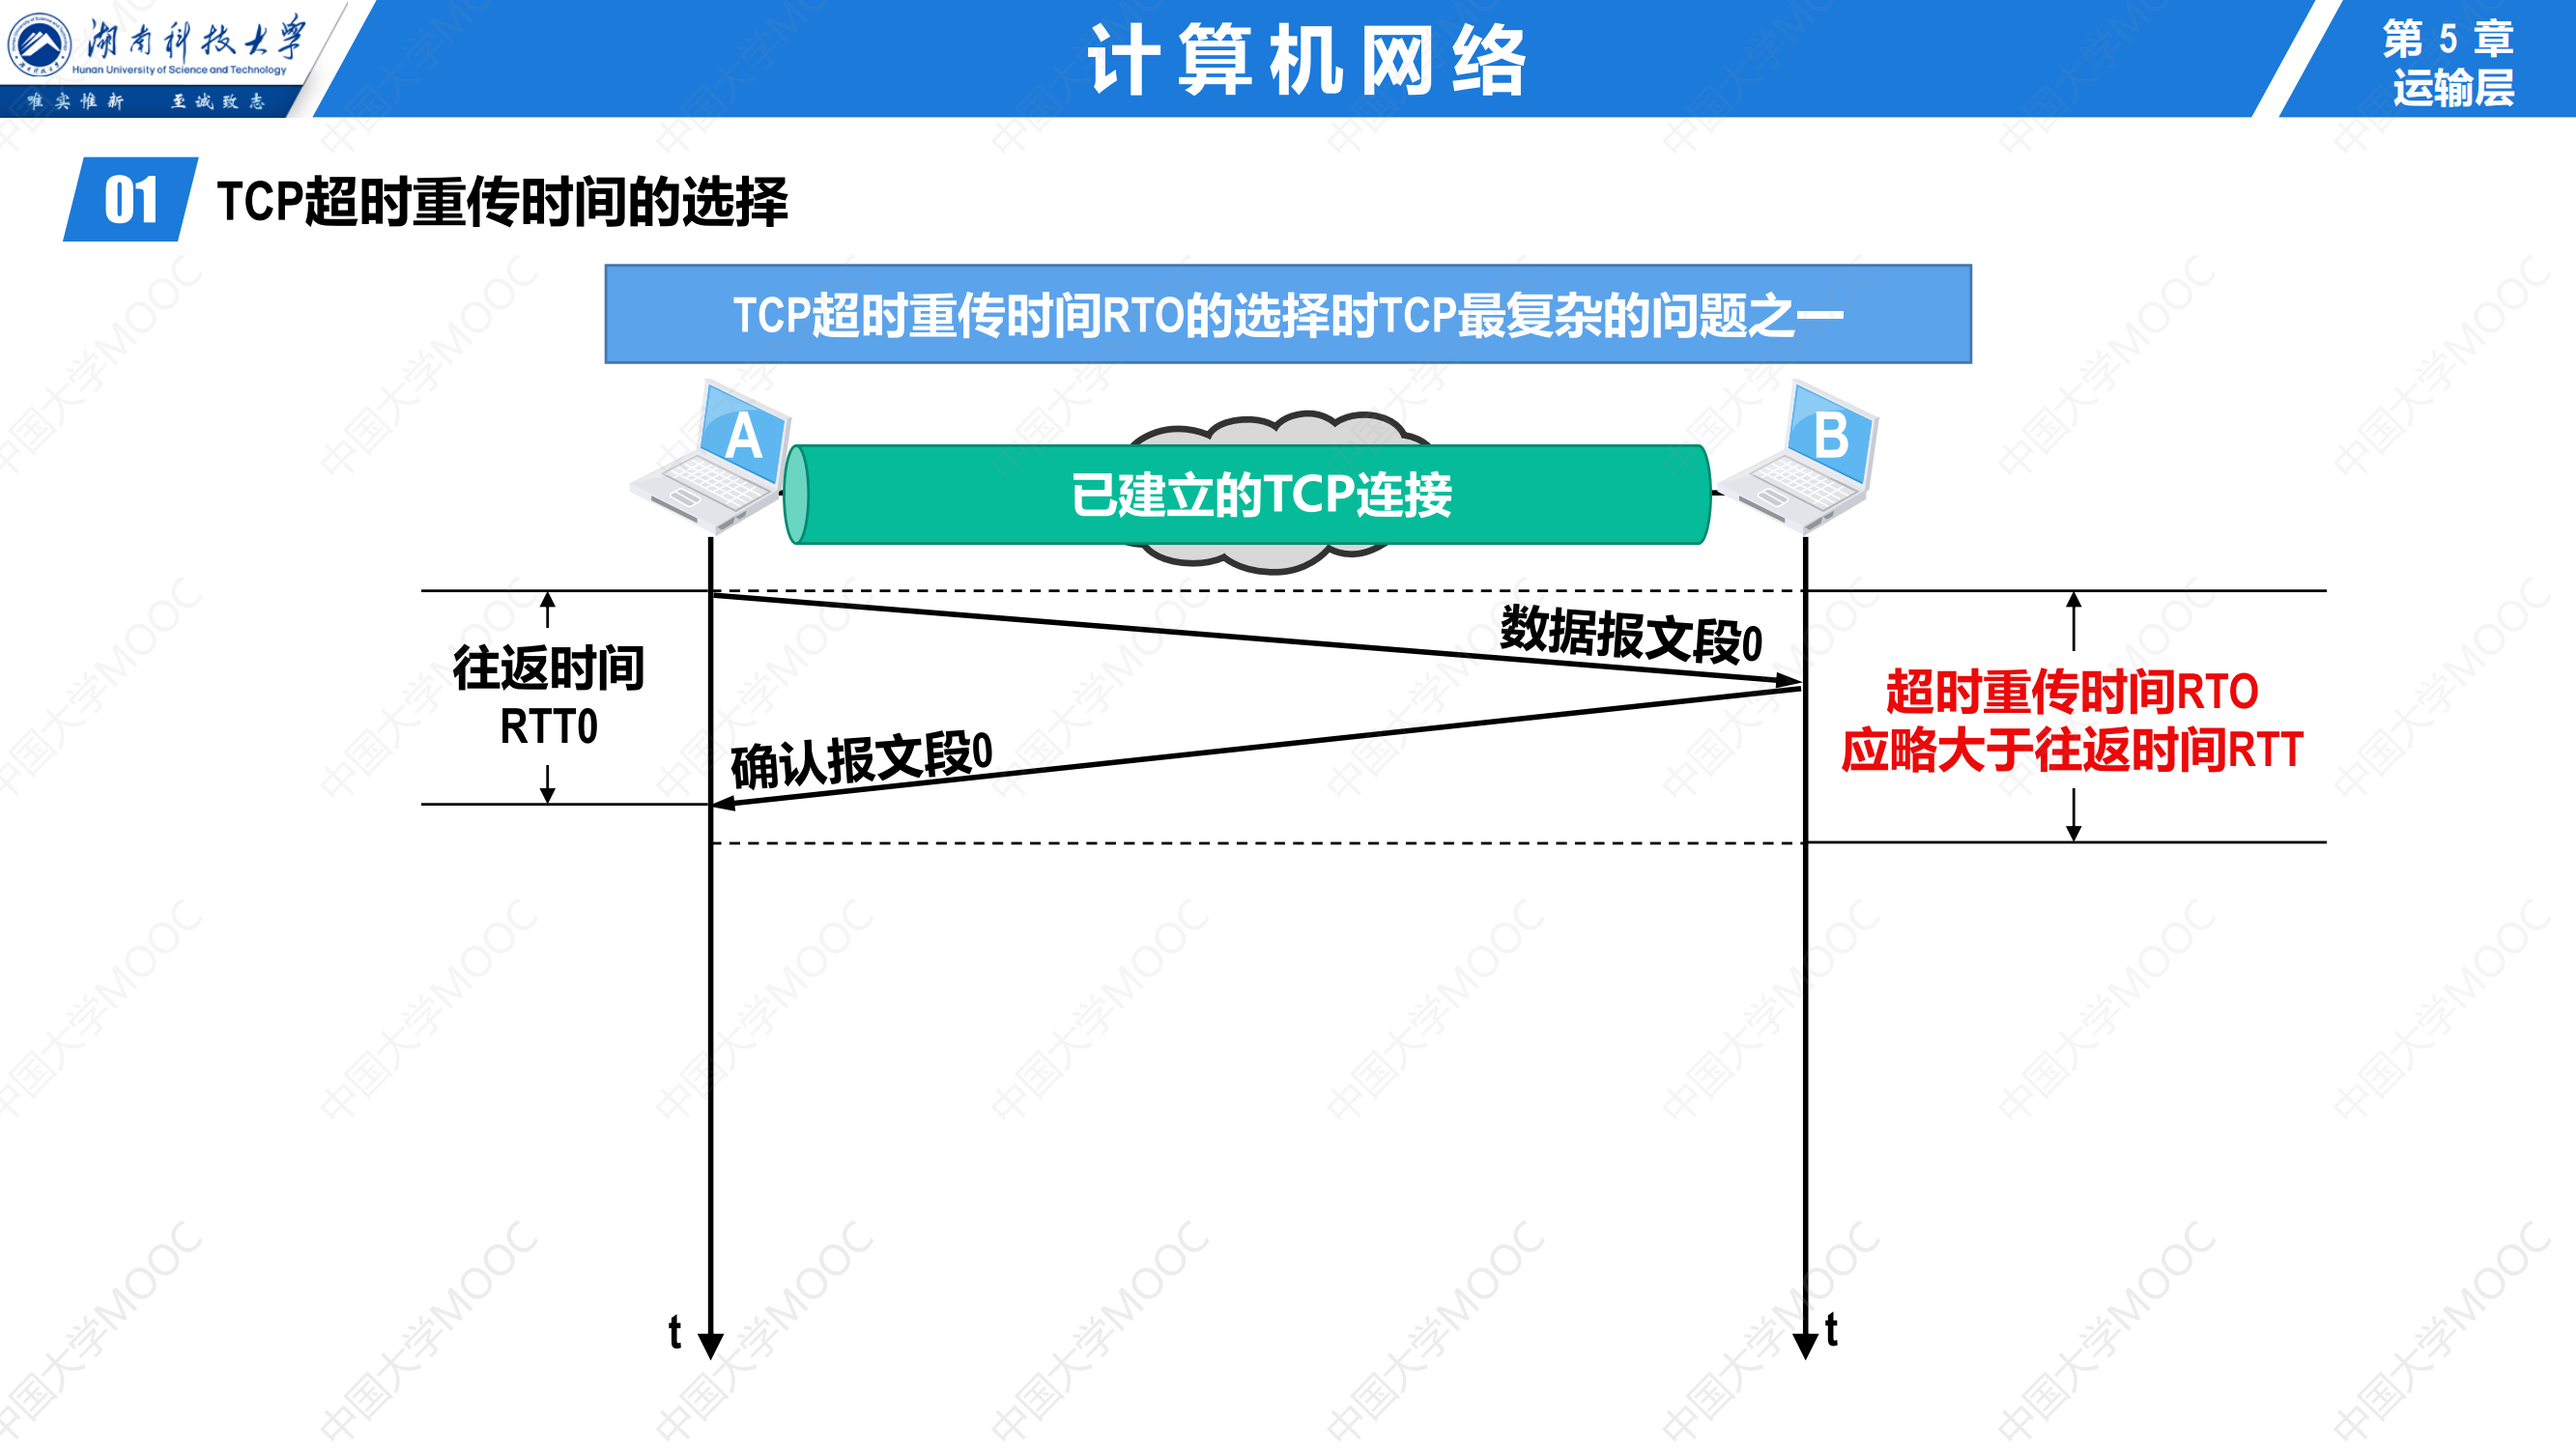 湖南科技大学
Hunan University of Science and Technology
唯实惟新 至诚致志
计算机网络
第 5 章
运输层
01 TCP超时重传时间的选择
TCP超时重传时间RTO的选择时TCP最复杂的问题之一
A
B
已建立的TCP连接
数据报文段0
往返时间
RTT0
确认报文段0
超时重传时间RTO
应略大于往返时间RTT
t
t
中国大学MOOC